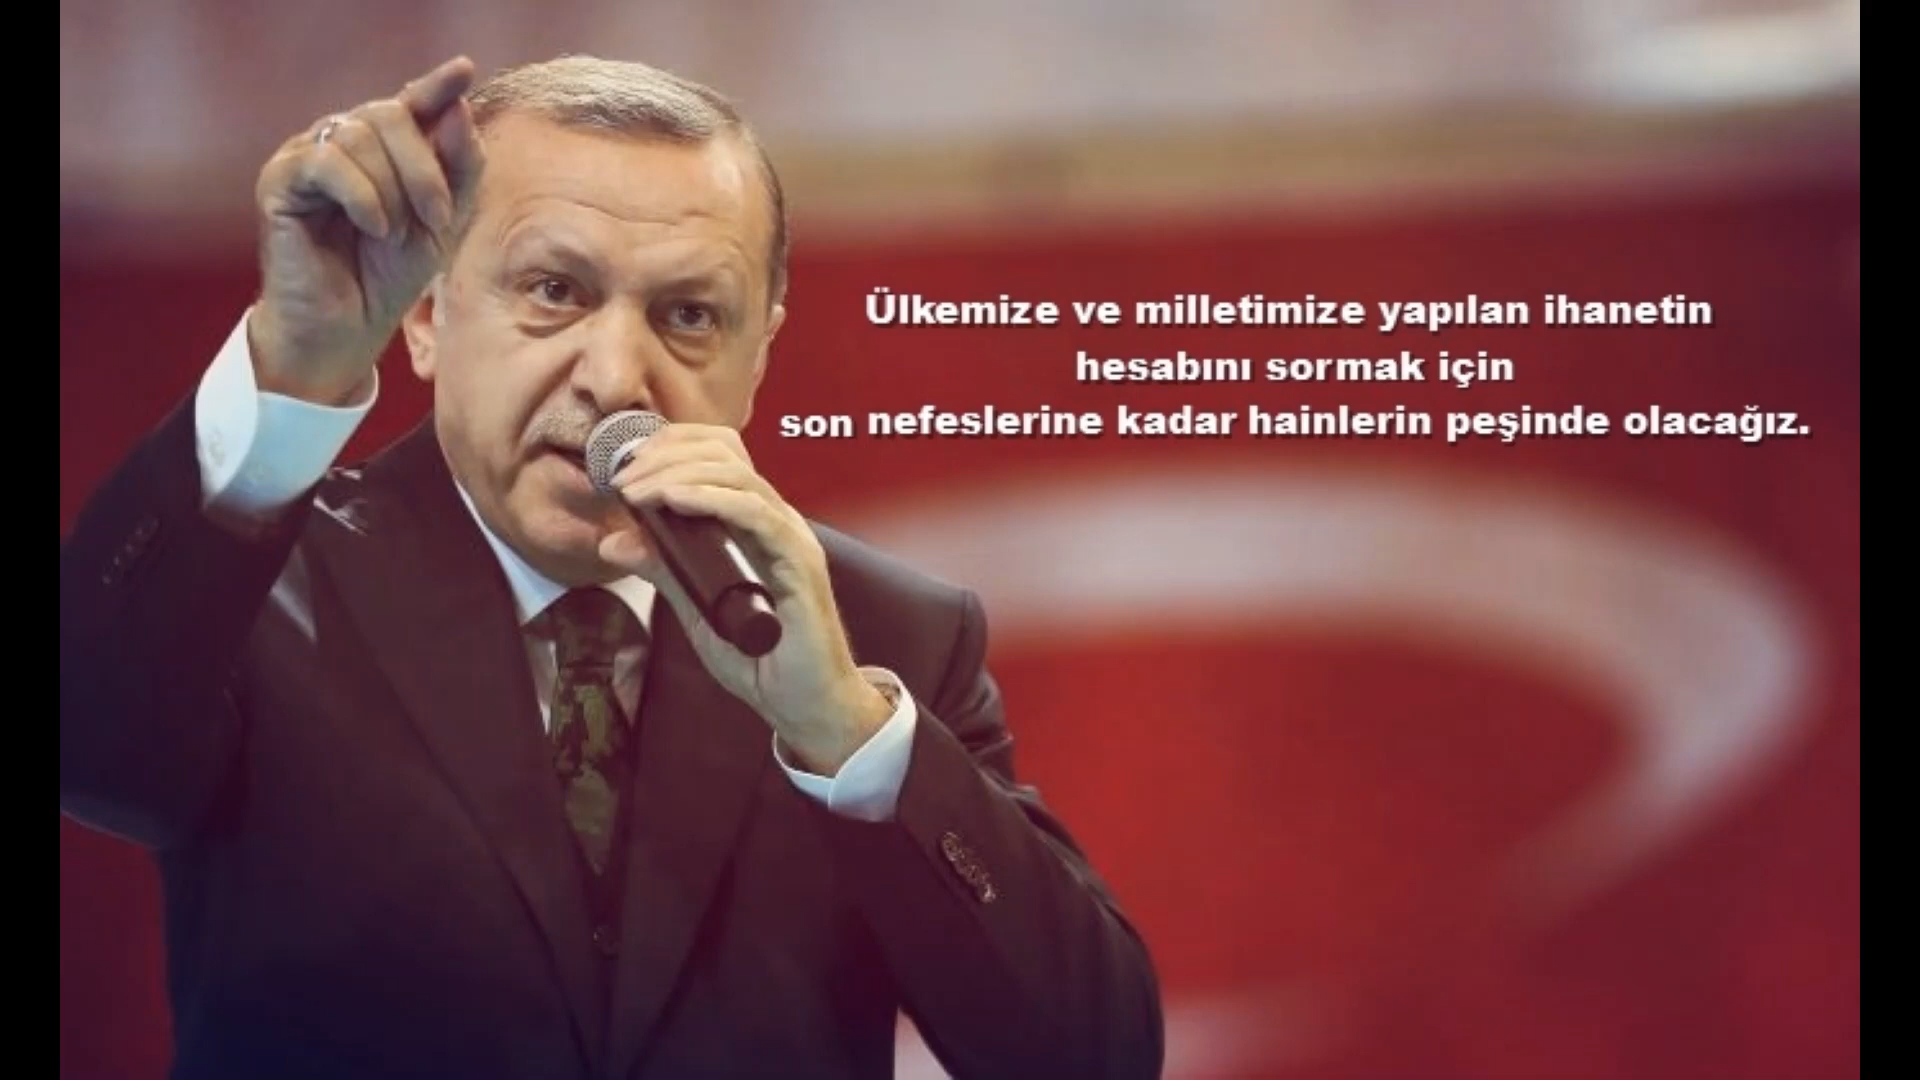 Ülkemize ve milletimize yapılan ihanetin
hesabını sormak için
son nefeslerine kadar hainlerin peşinde olacağız.